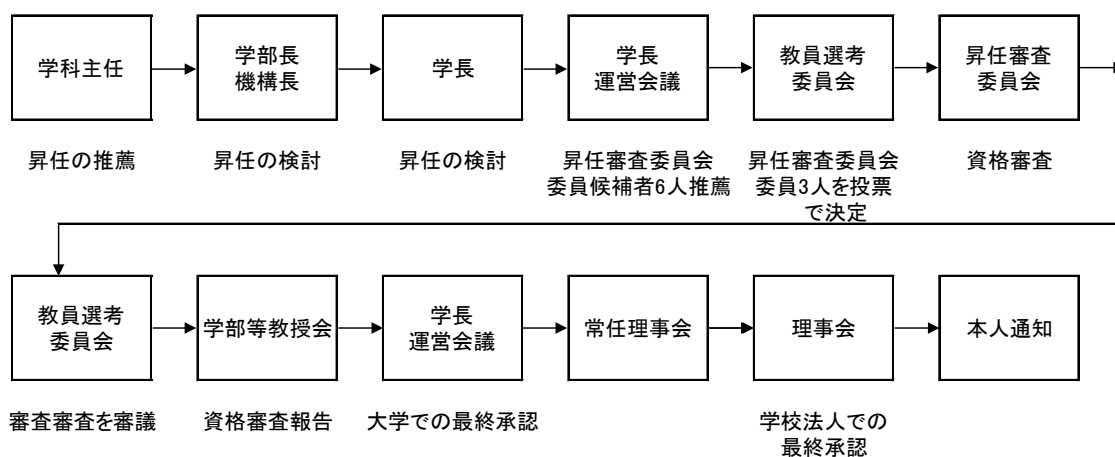 学科主任
学部長
機構長
学長
学長
運営会議
教員選考
委員会
昇任審査
委員会
昇任の推薦
昇任の検討
昇任の検討
昇任審査委員会
委員候補者6人推薦
昇任審査委員会
委員3人を投票
で決定
資格審査
教員選考
委員会
学部等教授会
学長
運営会議
常任理事会
理事会
本人通知
審査審査を審議
資格審査報告
大学での最終承認
学校法人での
最終承認